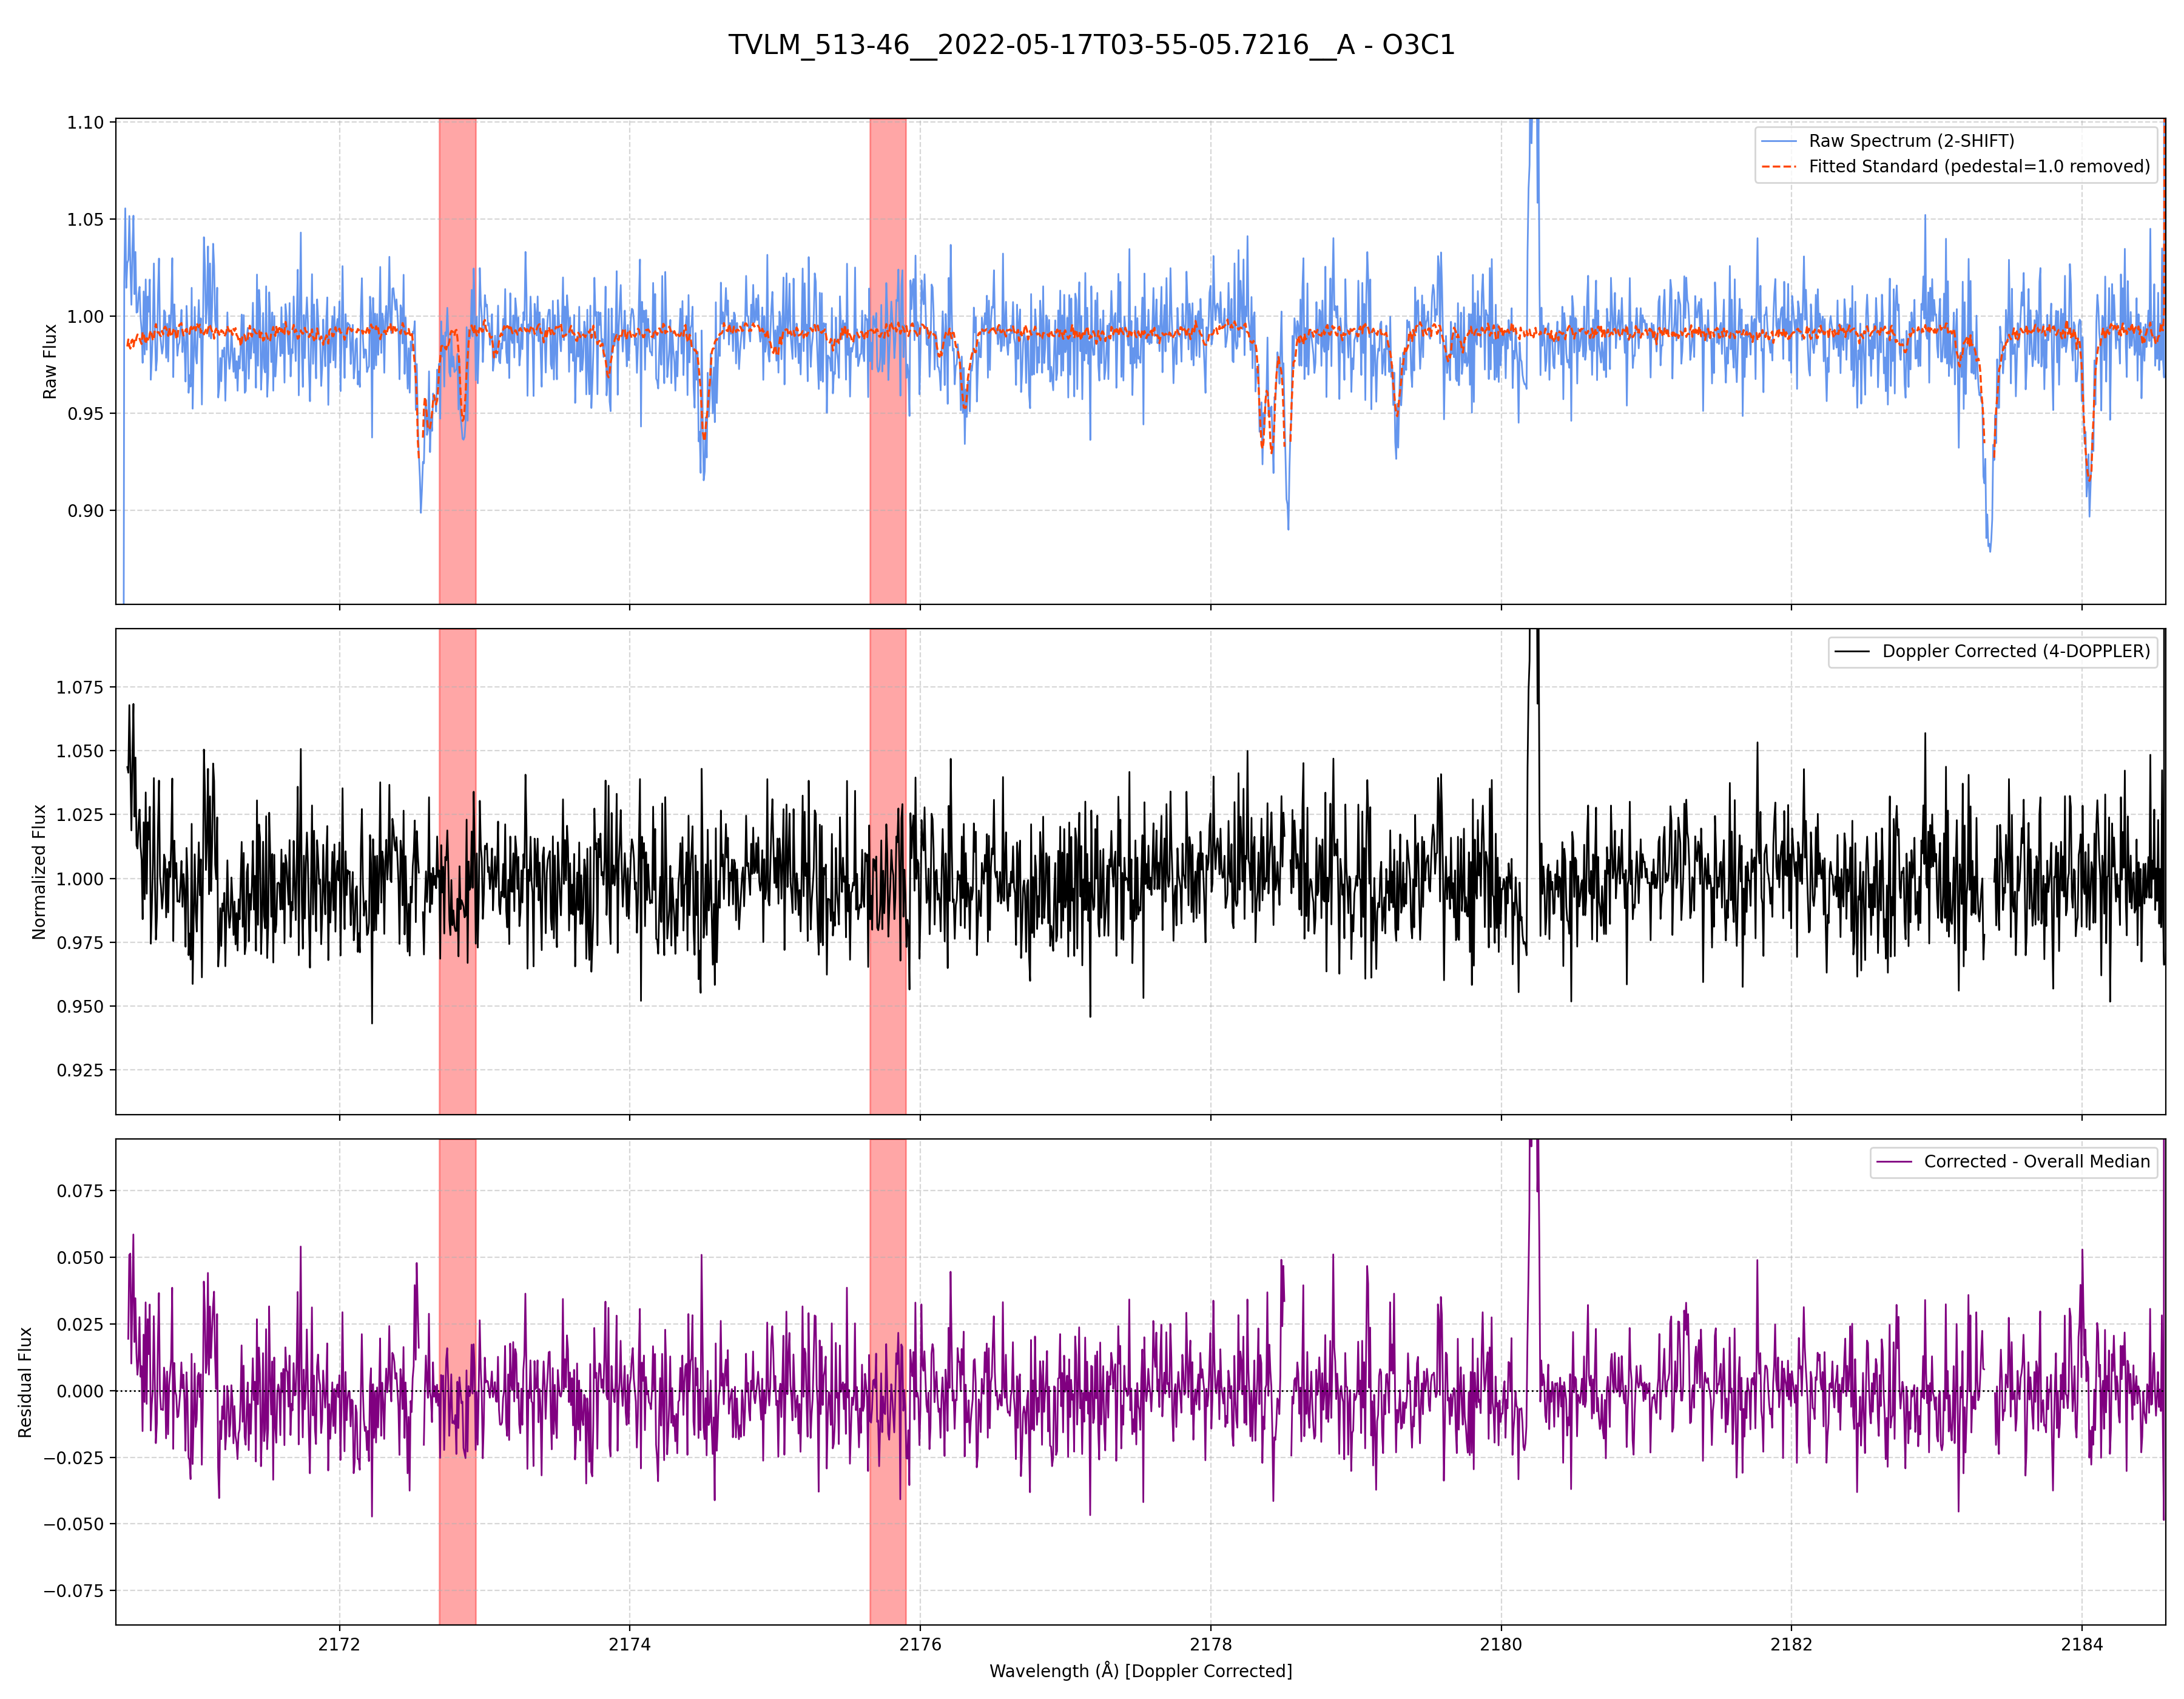 TVLM_513-46__2022-05-17T03-55-05.7216__A - O3C1
Raw Flux
1.10
1.05
1.00
0.95
0.90
Raw Spectrum (2-SHIFT)
Fitted Standard (pedestal=1.0 removed)
Normalized Flux
1.075
1.050
1.025
1.000
0.975
0.950
0.925
Doppler Corrected (4-DOPPLER)
Residual Flux
0.075
0.050
0.025
0.000
−0.025
−0.050
−0.075
Corrected - Overall Median
2172
2174
2176
2178
2180
2182
2184
Wavelength (Å) [Doppler Corrected]